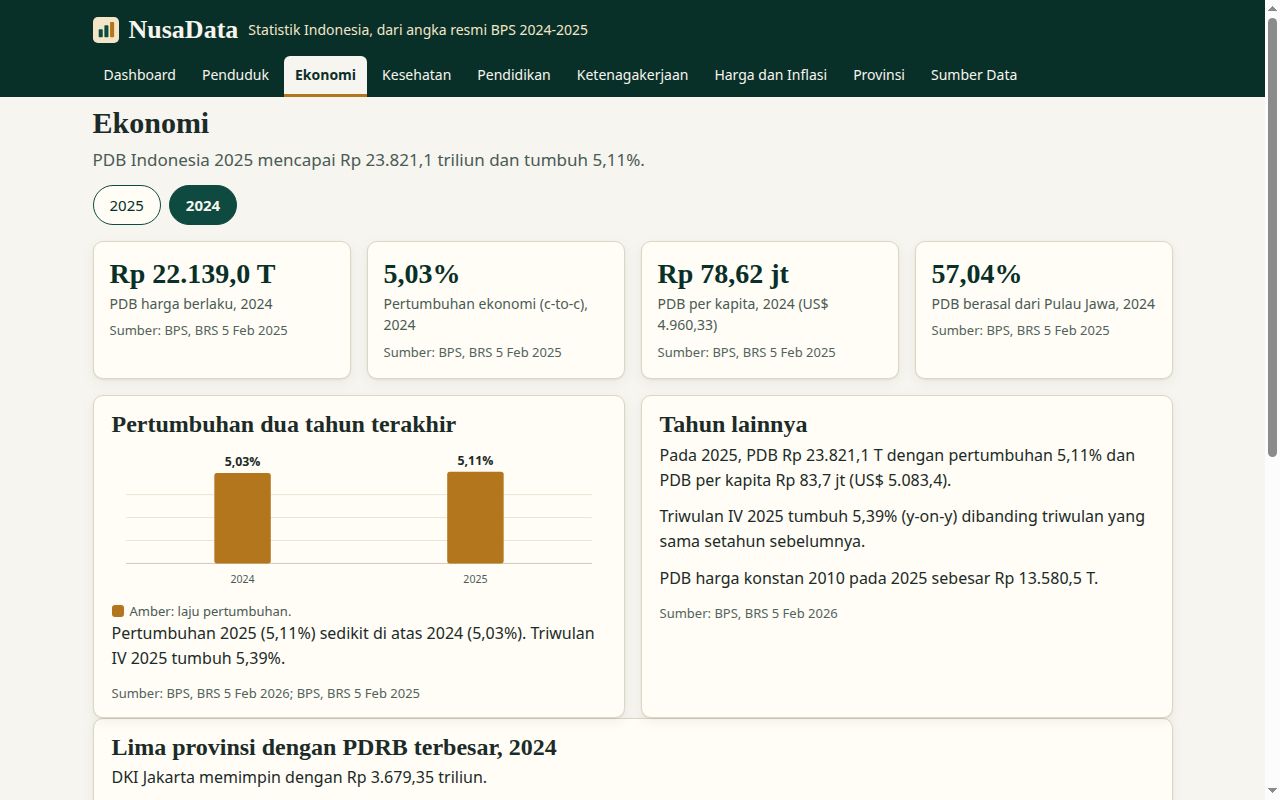 NusaData Statistik Indonesia, dari angka resmi BPS 2024-2025
Dashboard Penduduk Ekonomi Kesehatan Pendidikan Ketenagakerjaan Harga dan Inflasi Provinsi Sumber Data
Ekonomi
PDB Indonesia 2025 mencapai Rp 23.821,1 triliun dan tumbuh 5,11%.
2025 2024
Rp 22.139,0 T
PDB harga berlaku, 2024
Sumber: BPS, BRS 5 Feb 2025
5,03%
Pertumbuhan ekonomi (c-to-c),
2024
Sumber: BPS, BRS 5 Feb 2025
Rp 78,62 jt
PDB per kapita, 2024 (US$
4.960,33)
Sumber: BPS, BRS 5 Feb 2025
57,04%
PDB berasal dari Pulau Jawa, 2024
Sumber: BPS, BRS 5 Feb 2025
Pertumbuhan dua tahun terakhir
5,03% 5,11%
2024 2025
Amber: laju pertumbuhan.
Pertumbuhan 2025 (5,11%) sedikit di atas 2024 (5,03%). Triwulan
IV 2025 tumbuh 5,39%.
Sumber: BPS, BRS 5 Feb 2026; BPS, BRS 5 Feb 2025
Tahun lainnya
Pada 2025, PDB Rp 23.821,1 T dengan pertumbuhan 5,11% dan
PDB per kapita Rp 83,7 jt (US$ 5.083,4).
Triwulan IV 2025 tumbuh 5,39% (y-on-y) dibanding triwulan yang
sama setahun sebelumnya.
PDB harga konstan 2010 pada 2025 sebesar Rp 13.580,5 T.
Sumber: BPS, BRS 5 Feb 2026
Lima provinsi dengan PDRB terbesar, 2024
DKI Jakarta memimpin dengan Rp 3.679,35 triliun.